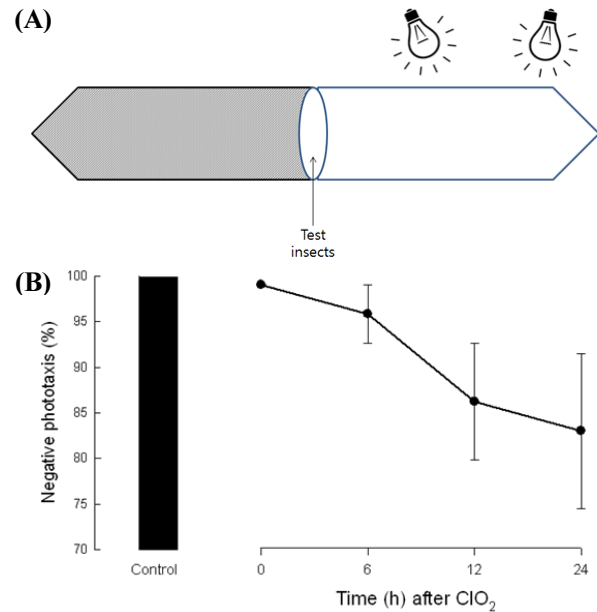 (A)
Test
insects
(B)
Negative phototaxis (%)
100
95
90
85
80
75
70
Control
0 6 12 24
Time (h) after ClO₂